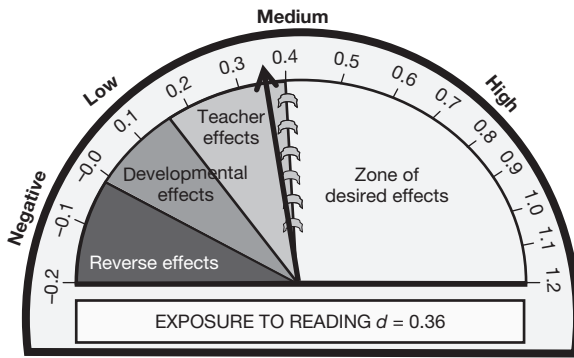 Medium
Low
High
Negative
–0.2
–0.1
–0.0
0.1
0.2
0.3
0.4
0.5
0.6
0.7
0.8
0.9
1.0
1.1
1.2
Teacher
effects
Developmental
effects
Reverse effects
Zone of
desired effects
EXPOSURE TO READING d = 0.36